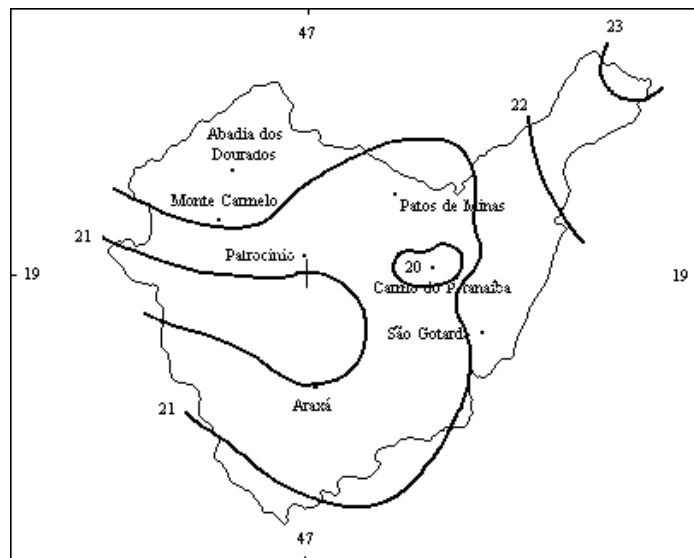 47
23
22
Abadia dos
Dourados
Monte Carmelo
Patos de Minas
21
Patrocínio
19
20
19
Carmo do Paranaíba
São Gotardo
21
Araxá
47